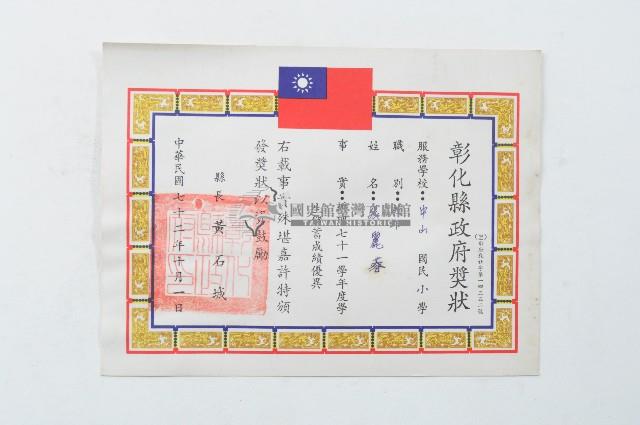 彰化縣政府獎狀
服務學校：中山國民小學
職別：
姓名：麗春
事實：七十一學年度學
蓄成績優異
右載事實殊堪嘉許特頒
發獎狀以資鼓勵
縣長 黃石城
中華民國七十二年十月一日
國史館臺灣文獻館
TAIWAN HISTORICA